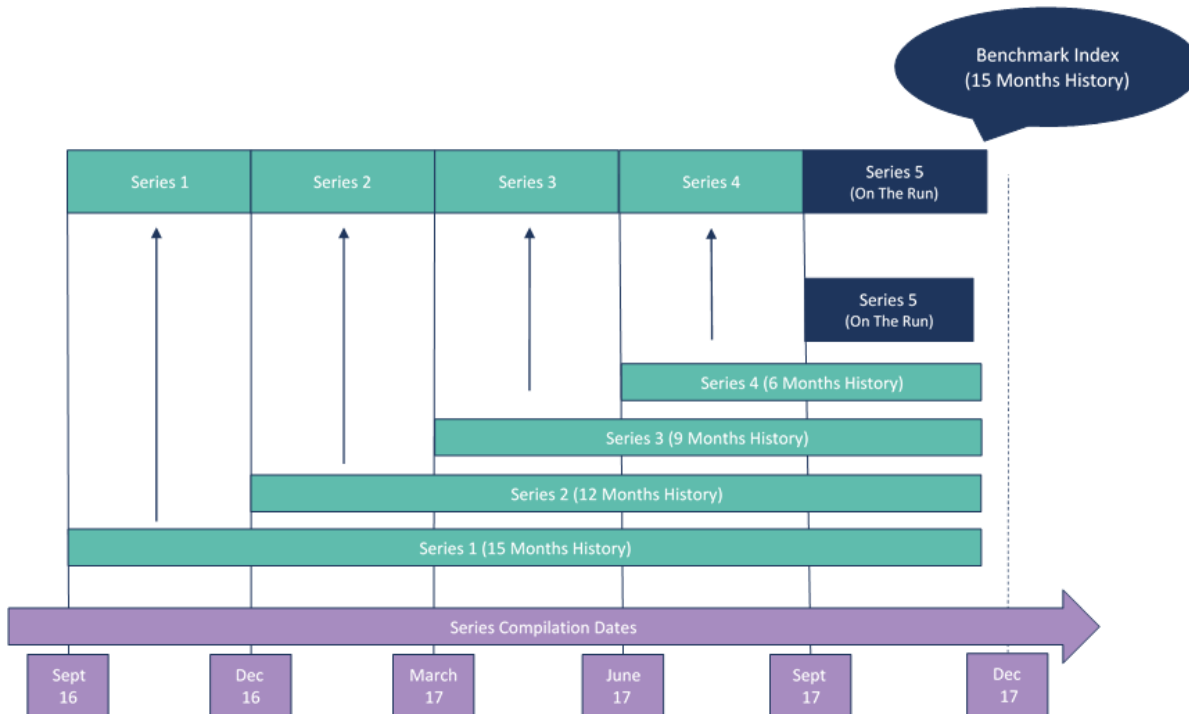 Benchmark Index
(15 Months History)
Series 1
Series 2
Series 3
Series 4
Series 5
(On The Run)
Series 5
(On The Run)
Series 4 (6 Months History)
Series 3 (9 Months History)
Series 2 (12 Months History)
Series 1 (15 Months History)
Series Compilation Dates
Sept
16
Dec
16
March
17
June
17
Sept
17
Dec
17